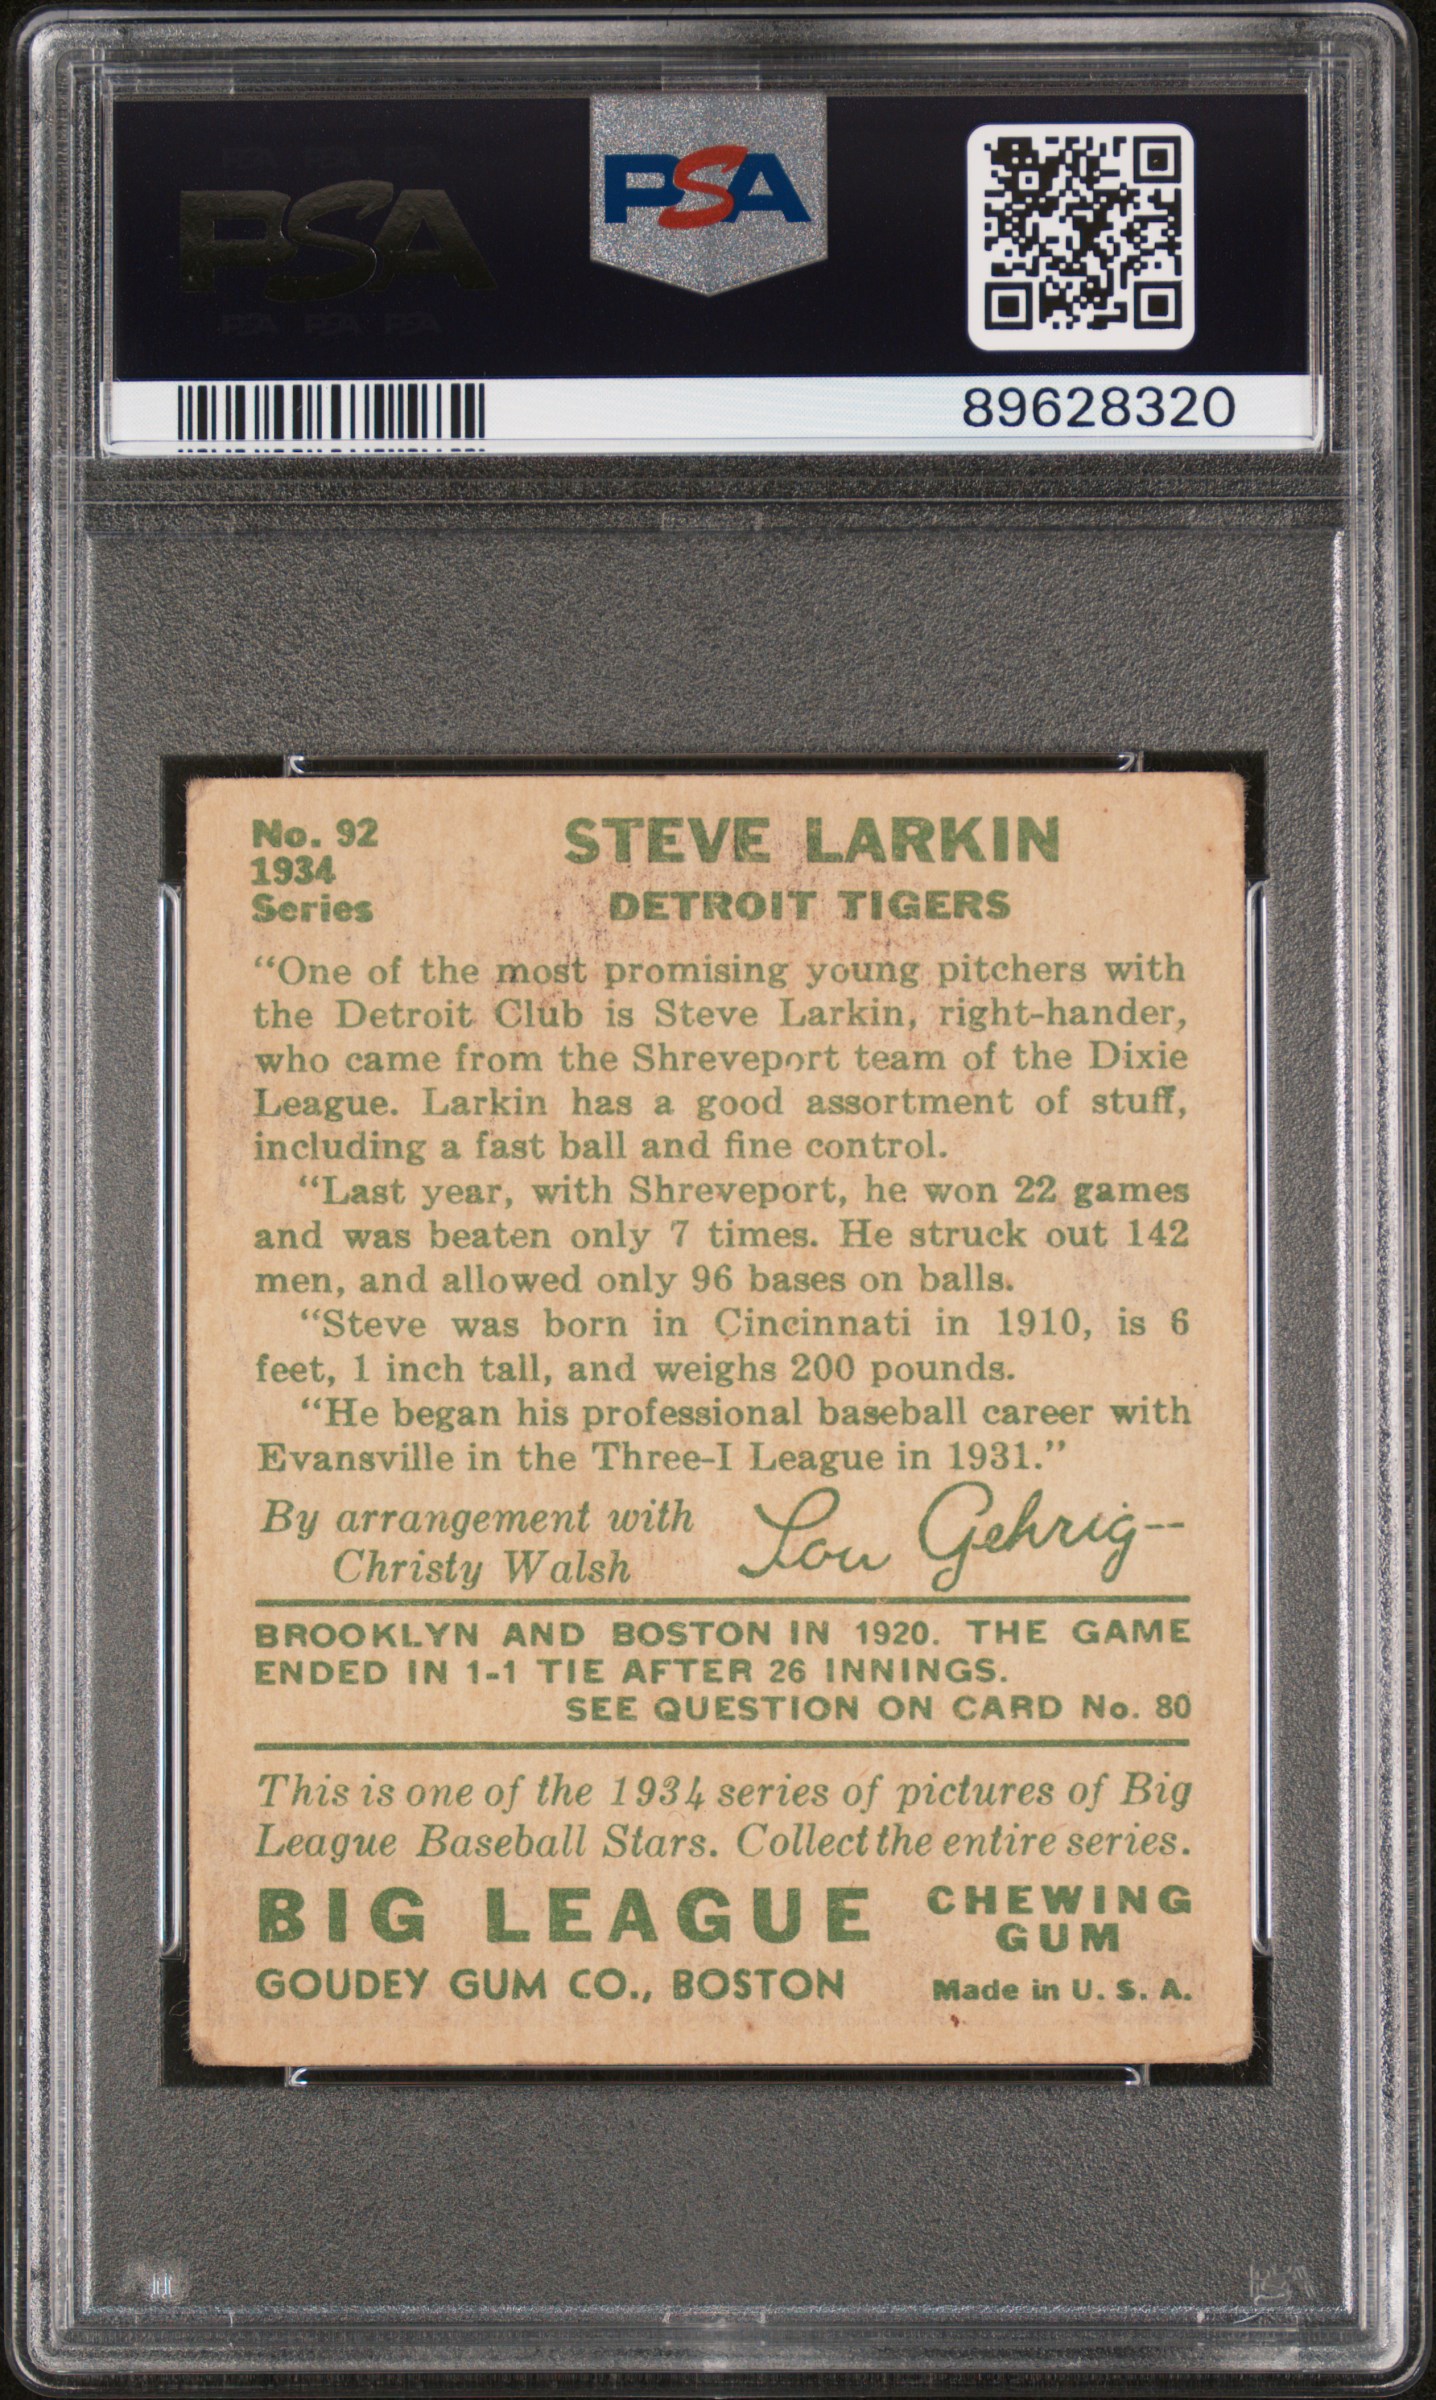 PSA PSA PSA
PSA
PSA PSA PSA
PSA
89628320
No. 92
1934
Series
STEVE LARKIN
DETROIT TIGERS
“One of the most promising young pitchers with
the Detroit Club is Steve Larkin, right-hander,
who came from the Shreveport team of the Dixie
League. Larkin has a good assortment of stuff,
including a fast ball and fine control.
“Last year, with Shreveport, he won 22 games
and was beaten only 7 times. He struck out 142
men, and allowed only 96 bases on balls.
“Steve was born in Cincinnati in 1910, is 6
feet, 1 inch tall, and weighs 200 pounds.
“He began his professional baseball career with
Evansville in the Three-I League in 1931.”
By arrangement with
Christy Walsh
Lou Gehrig--
BROOKLYN AND BOSTON IN 1920. THE GAME
ENDED IN 1-1 TIE AFTER 26 INNINGS.
SEE QUESTION ON CARD No. 80
This is one of the 1934 series of pictures of Big
League Baseball Stars. Collect the entire series.
BIG LEAGUE
CHEWING
GUM
GOUDEY GUM CO., BOSTON
Made in U. S. A.